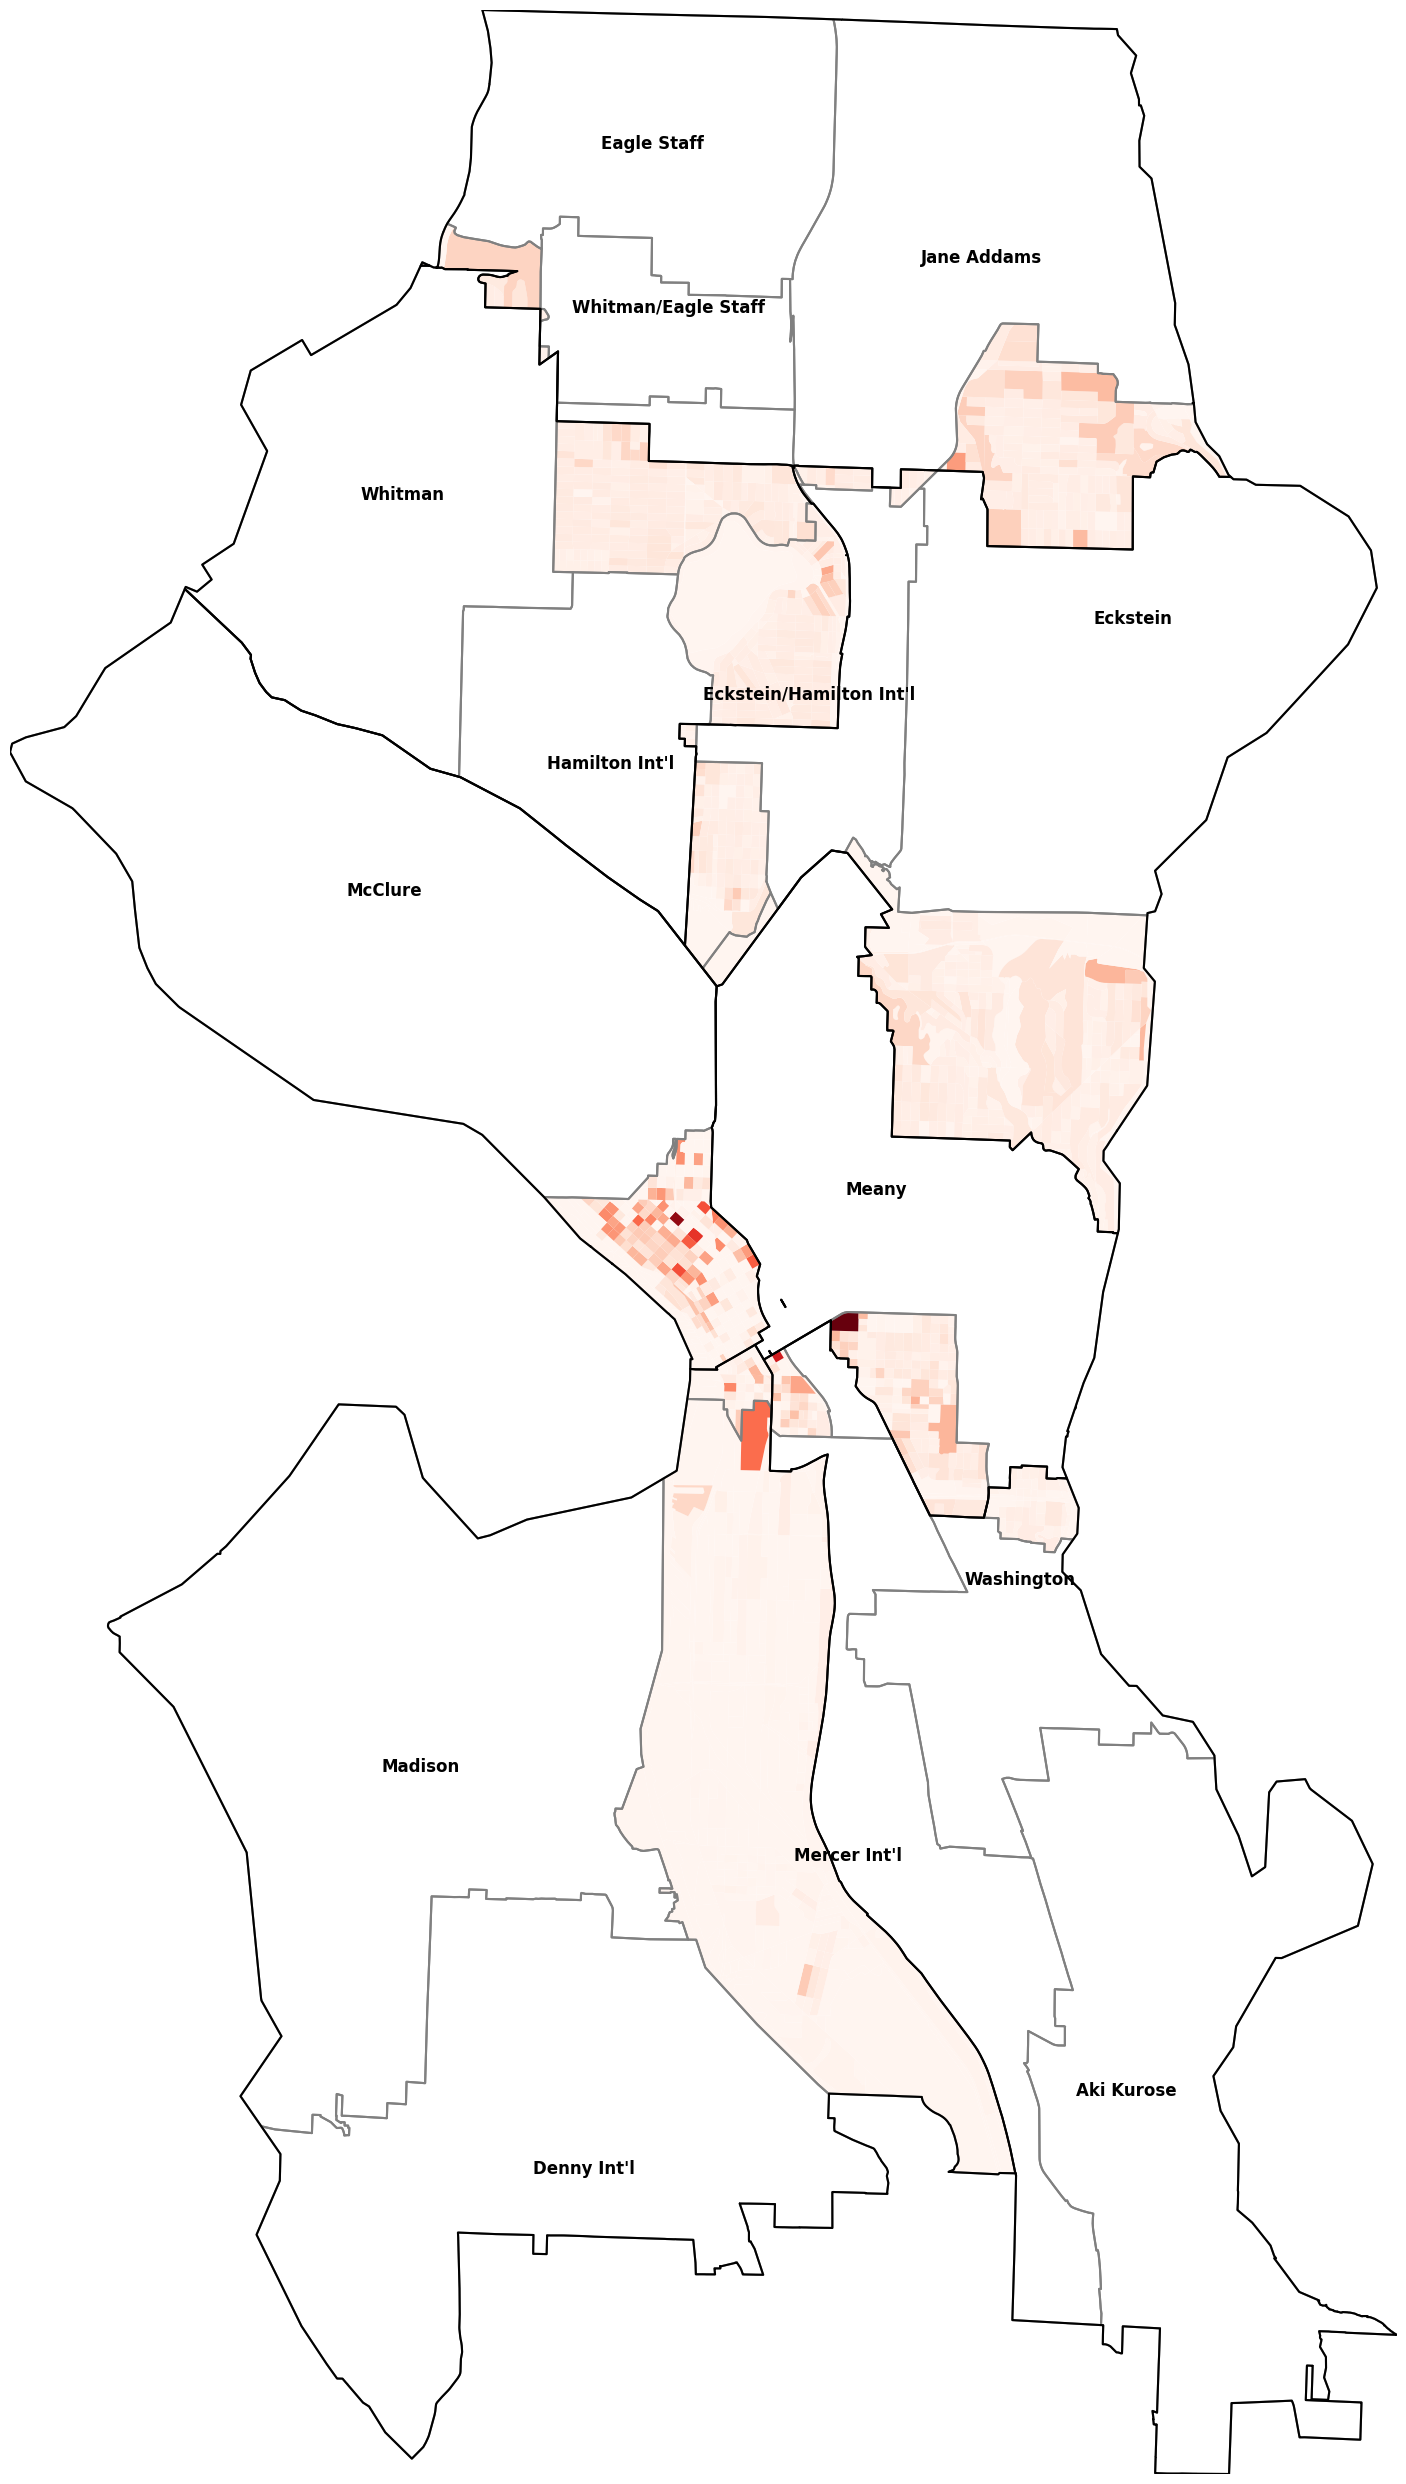 Eagle Staff
Jane Addams
Whitman/Eagle Staff
Whitman
Eckstein
Eckstein/Hamilton Int'l
Hamilton Int'l
McClure
Meany
Washington
Madison
Mercer Int'l
Aki Kurose
Denny Int'l